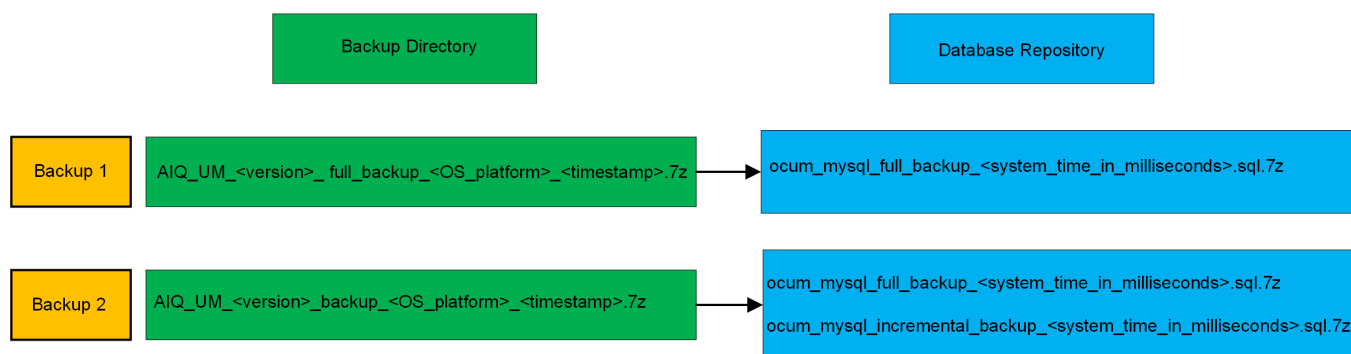 Backup Directory
Database Repository
Backup 1
AIQ_UM_<version>_ full_backup_<OS_platform>_<timestamp>.7z
ocum_mysql_full_backup_<system_time_in_milliseconds>.sql.7z
Backup 2
AIQ_UM_<version>_backup_<OS_platform>_<timestamp>.7z
ocum_mysql_full_backup_<system_time_in_milliseconds>.sql.7z
ocum_mysql_incremental_backup_<system_time_in_milliseconds>.sql.7z